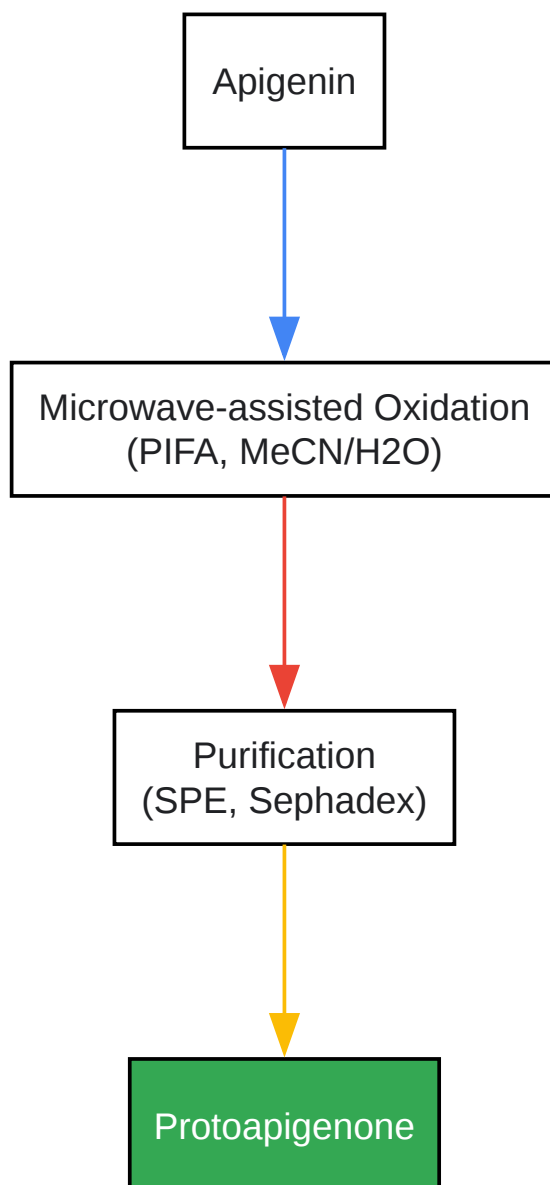 Apigenin
Microwave-assisted Oxidation
(PIFA, MeCN/H2O)
Purification
(SPE, Sephadex)
Protoapigenone